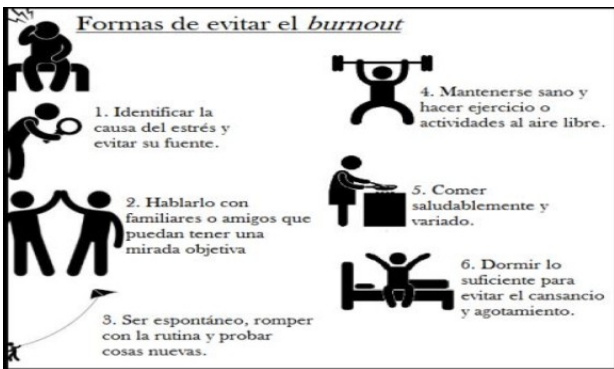 Formas de evitar el burnout
1. Identificar la
causa del estrés y
evitar su fuente.
2. Hablarlo con
familiares o amigos que
puedan tener una
mirada objetiva
3. Ser espontáneo, romper
con la rutina y probar
cosas nuevas.
4. Mantenerse sano y
hacer ejercicio o
actividades al aire libre.
5. Comer
saludablemente y
variado.
6. Dormir lo
suficiente para
evitar el cansancio
y agotamiento.